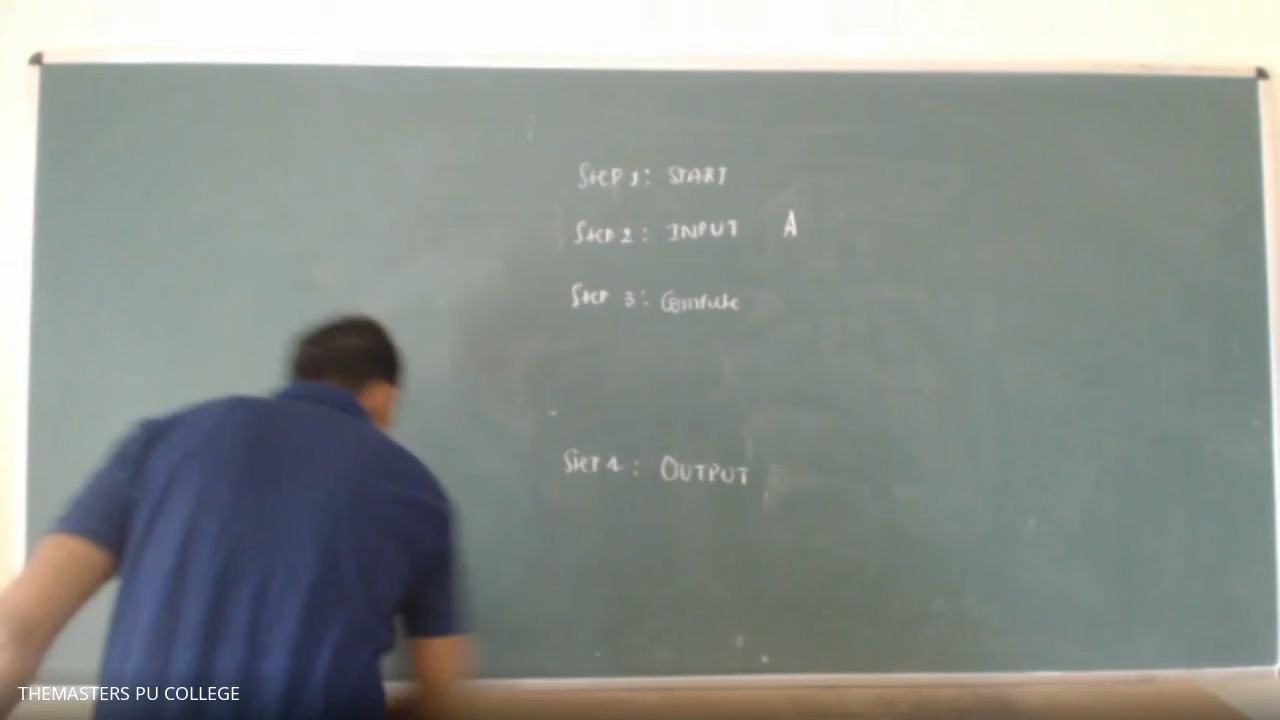 Step 1: START
Step 2: INPUT A
Step 3: Compute
Step 4: OUTPUT
THEMASTERS PU COLLEGE